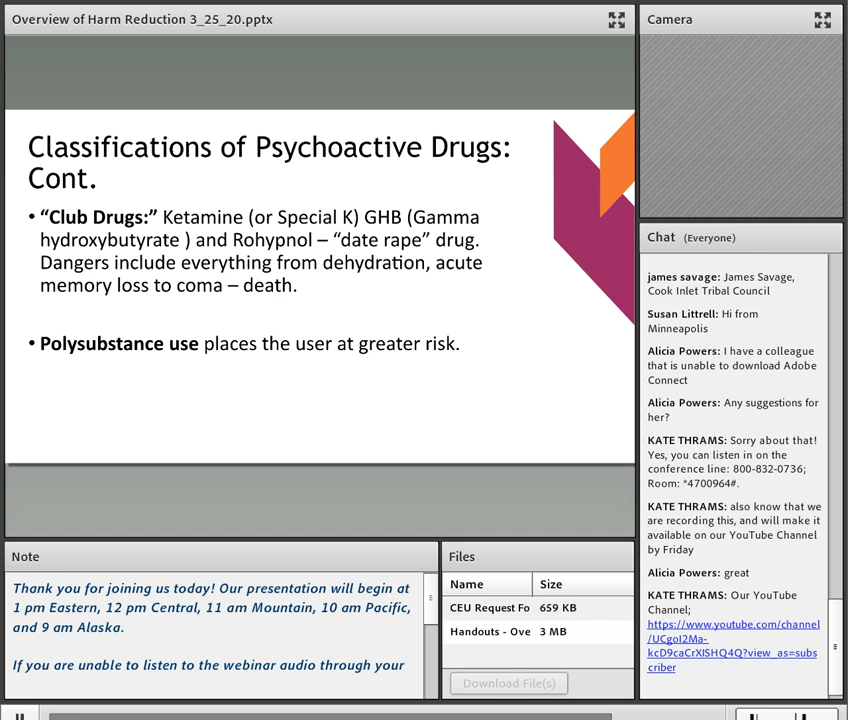 Overview of Harm Reduction 3_25_20.pptx
Classifications of Psychoactive Drugs:
Cont.
• “Club Drugs:” Ketamine (or Special K) GHB (Gamma
hydroxybutyrate ) and Rohypnol – “date rape” drug.
Dangers include everything from dehydration, acute
memory loss to coma – death.
• Polysubstance use places the user at greater risk.
Camera
Chat (Everyone)
james savage: James Savage,
Cook Inlet Tribal Council
Susan Littrell: Hi from
Minneapolis
Alicia Powers: I have a colleague
that is unable to download Adobe
Connect
Alicia Powers: Any suggestions for
her?
KATE THRAMS: Sorry about that!
Yes, you can listen in on the
conference line: 800-832-0736;
Room: *4700964#.
KATE THRAMS: also know that we
are recording this, and will make it
available on our YouTube Channel
by Friday
Alicia Powers: great
KATE THRAMS: Our YouTube
Channel;
https://www.youtube.com/channel
/UCgoI2Ma-
kcD9caCrXISHQ4Q?view_as=subs
criber
Note
Thank you for joining us today! Our presentation will begin at
1 pm Eastern, 12 pm Central, 11 am Mountain, 10 am Pacific,
and 9 am Alaska.
If you are unable to listen to the webinar audio through your
Files
Name Size
CEU Request Fo 659 KB
Handouts - Ove 3 MB
Download File(s)